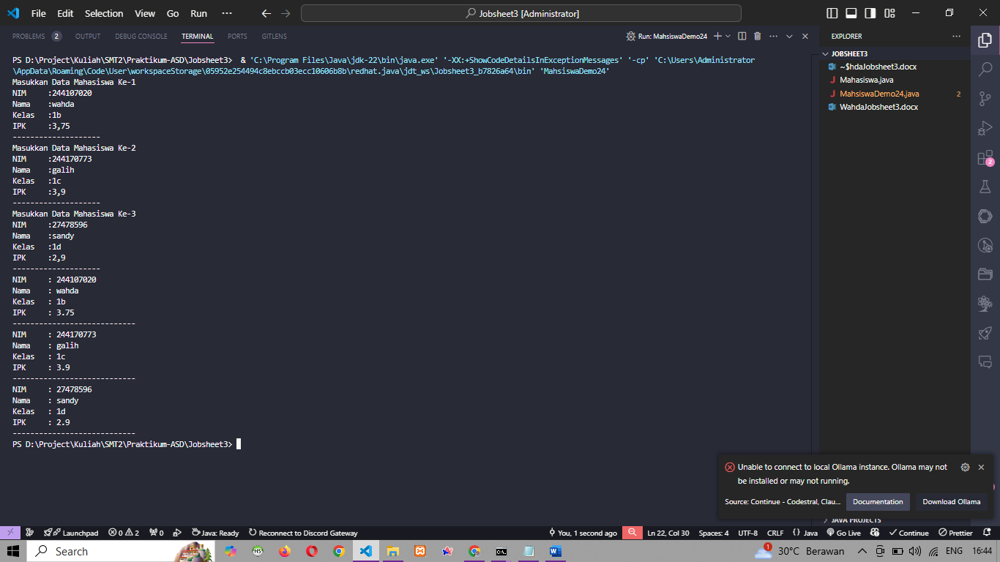 File Edit Selection View Go Run ··· Jobsheet3 [Administrator]
PROBLEMS 2 OUTPUT DEBUG CONSOLE TERMINAL PORTS GITLENS Run: MahsiswaDemo24
PS D:\Project\Kuliah\SMT2\Praktikum-ASD\Jobsheet3> & 'C:\Program Files\Java\jdk-22\bin\java.exe' '-XX:+ShowCodeDetailsInExceptionMessages' '-cp' 'C:\Users\Administrator
\AppData\Roaming\Code\User\workspaceStorage\05952e254494c8ebccb03ecc10606b8b\redhat.java\jdt_ws\Jobsheet3_b7826a64\bin' 'MahsiswaDemo24'
Masukkan Data Mahasiswa Ke-1
NIM :244107020
Nama :wahda
Kelas :1b
IPK :3,75
--------------------
Masukkan Data Mahasiswa Ke-2
NIM :244170773
Nama :galih
Kelas :1c
IPK :3,9
--------------------
Masukkan Data Mahasiswa Ke-3
NIM :27478596
Nama :sandy
Kelas :1d
IPK :2,9
--------------------
NIM : 244107020
Nama : wahda
Kelas : 1b
IPK : 3.75
----------------------------
NIM : 244170773
Nama : galih
Kelas : 1c
IPK : 3.9
----------------------------
NIM : 27478596
Nama : sandy
Kelas : 1d
IPK : 2.9
----------------------------
PS D:\Project\Kuliah\SMT2\Praktikum-ASD\Jobsheet3>
EXPLORER
JOBSHEET3
~$hdaJobsheet3.docx
Mahasiswa.java
MahsiswaDemo24.java 2
WahdaJobsheet3.docx
2
Unable to connect to local Ollama instance. Ollama may not
be installed or may not running.
Source: Continue - Codestral, Clau... Documentation Download Ollama
JAVA PROJECTS
Launchpad 0 2 0 Java: Ready Reconnect to Discord Gateway You, 1 second ago Ln 22, Col 30 Spaces: 4 UTF-8 CRLF {} Java Go Live Continue Prettier
Search 1 30°C Berawan ENG 16:44